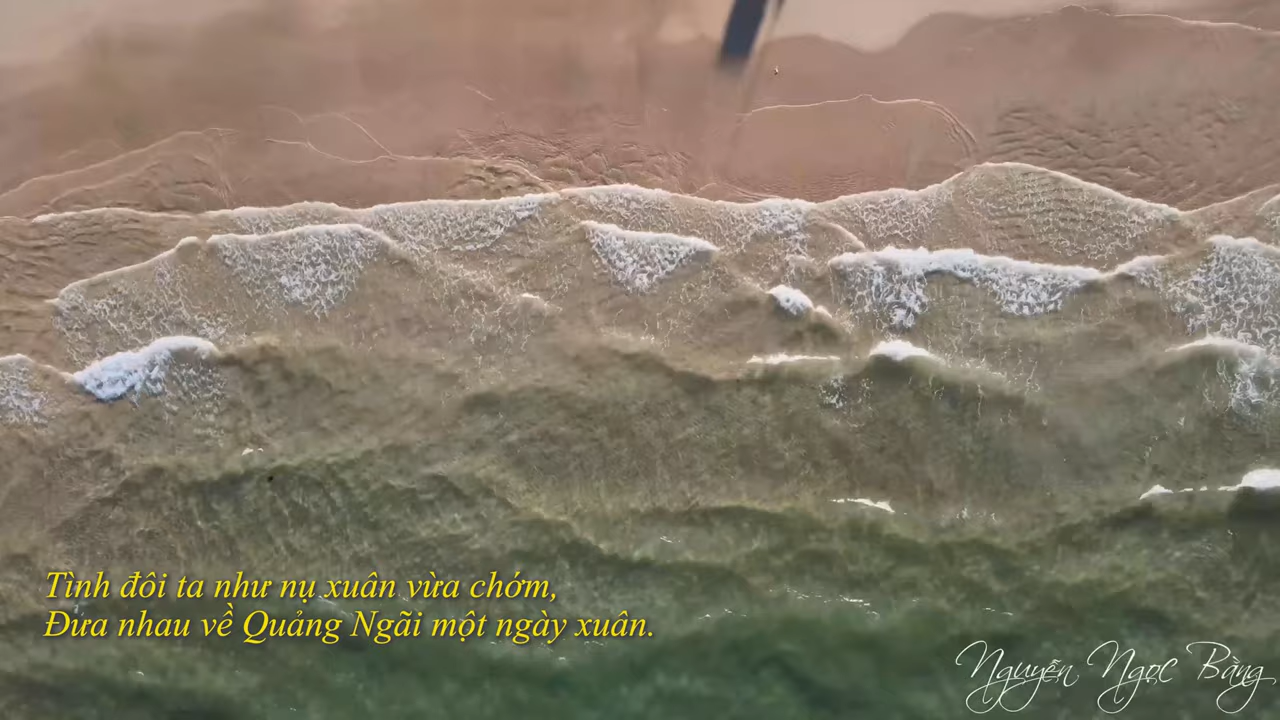 Tình đôi ta như nụ xuân vừa chớm,
Đưa nhau về Quảng Ngãi một ngày xuân.
Nguyễn Ngọc Bằng